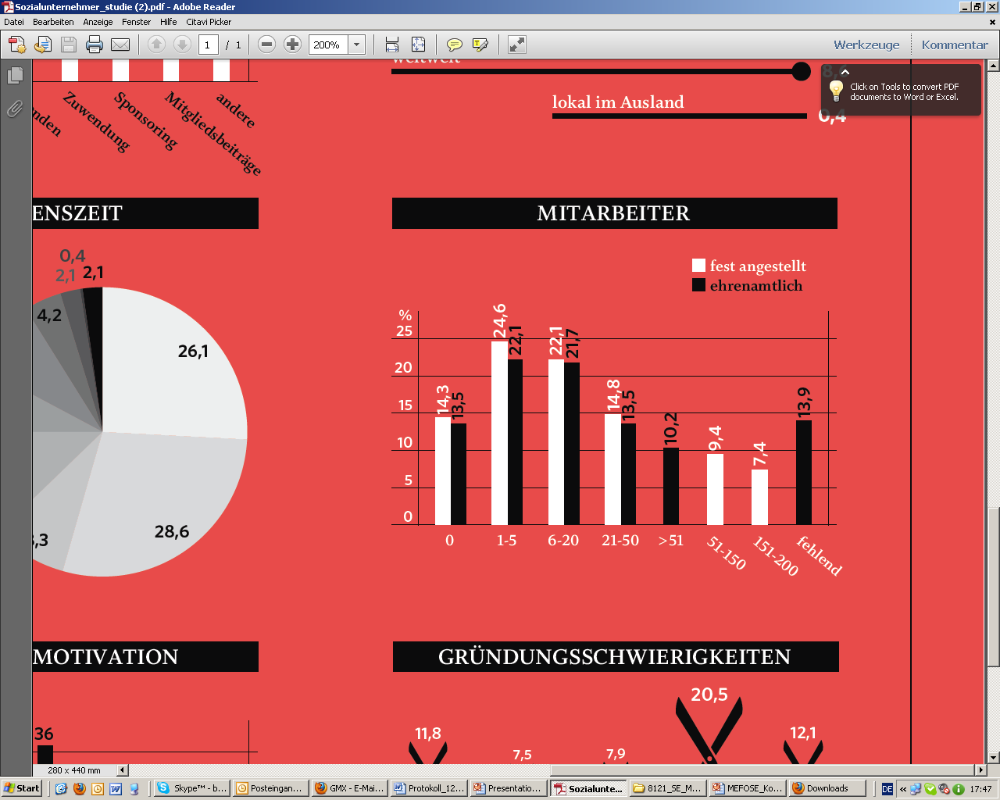 Sozialunternehmer_studie (2).pdf - Adobe Reader
Datei Bearbeiten Anzeige Fenster Hilfe Citavi Picker
1 / 1 200% Werkzeuge Kommentar
weltweit
Click on Tools to convert PDF
documents to Word or Excel.
lokal im Ausland
0,4
Zuwendung
Sponsoring
Mitgliedsbeiträge
andere
ENSZEIT
0,4
2,1 2,1
4,2
26,1
28,6
MITARBEITER
fest angestellt
ehrenamtlich
%
25
20
15
10
5
0
14,3 13,5
24,6 22,1
22,1 21,7
14,8 13,5
10,2
9,4
7,4
13,9
0 1-5 6-20 21-50 >51 51-150 151-200 fehlend
MOTIVATION
36
GRÜNDUNGSSCHWIERIGKEITEN
11,8 7,5 7,9 20,5 12,1
280 x 440 mm
Start Skype™ - b... Posteingan... GMX - E-Mai... Protokoll_12... Presentatio... Sozialunte... 8121_SE_M... MEFOSE_Ko... Downloads DE 17:47